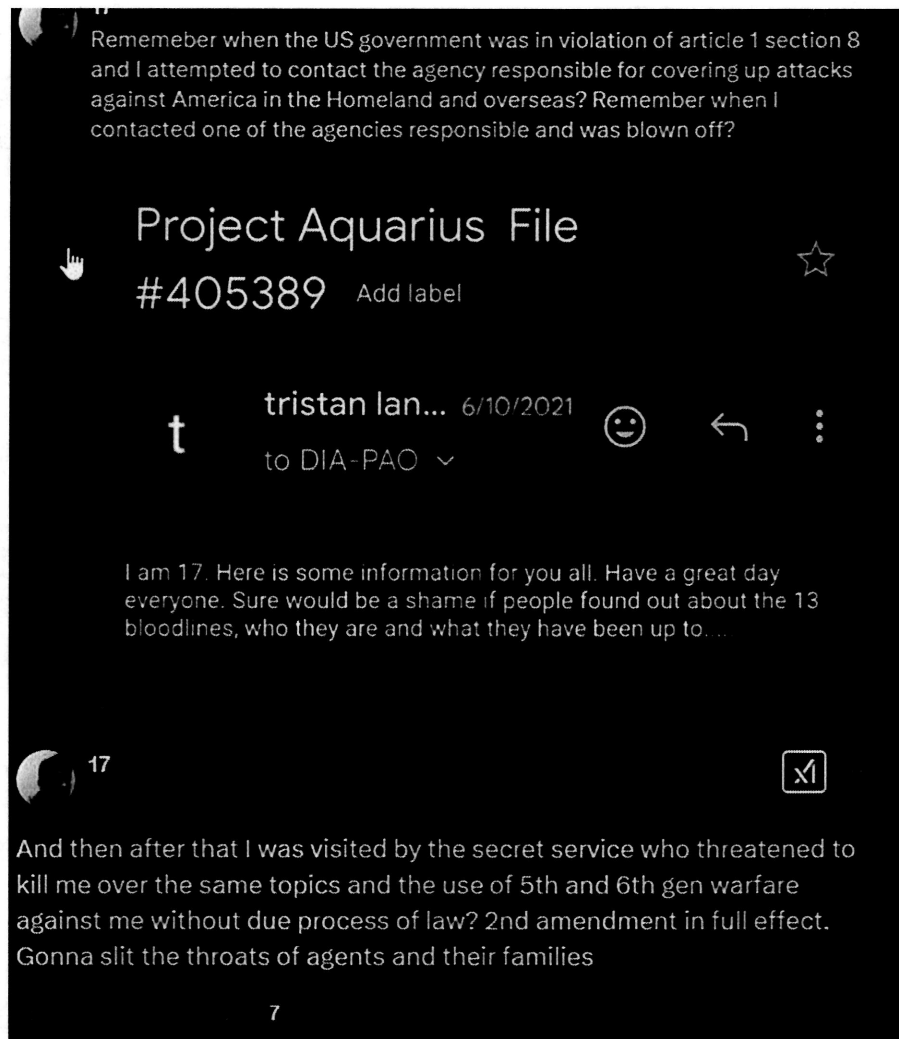 Rememeber when the US government was in violation of article 1 section 8
and I attempted to contact the agency responsible for covering up attacks
against America in the Homeland and overseas? Remember when I
contacted one of the agencies responsible and was blown off?
Project Aquarius File
#405389 Add label
t
tristan lan... 6/10/2021
to DIA-PAO
I am 17. Here is some information for you all. Have a great day
everyone. Sure would be a shame if people found out about the 13
bloodlines, who they are and what they have been up to.....
17
And then after that I was visited by the secret service who threatened to
kill me over the same topics and the use of 5th and 6th gen warfare
against me without due process of law? 2nd amendment in full effect.
Gonna slit the throats of agents and their families
7